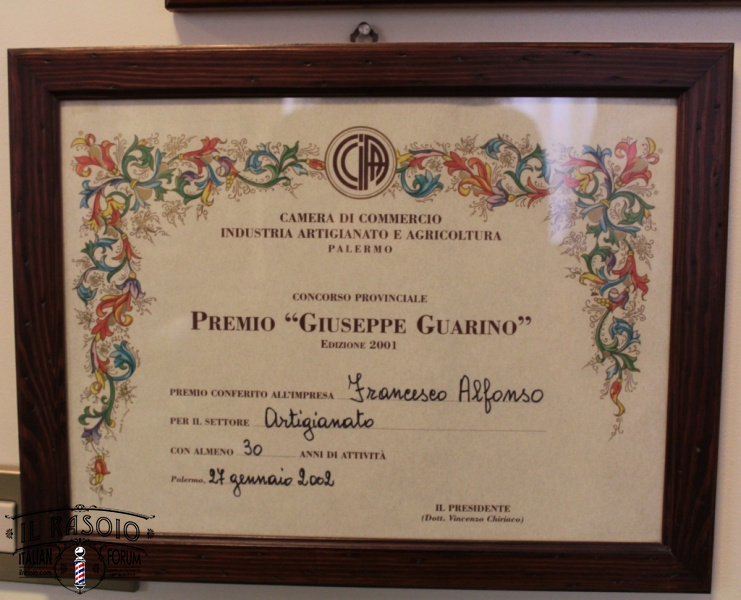 CCIAA
CAMERA DI COMMERCIO
INDUSTRIA ARTIGIANATO E AGRICOLTURA
PALERMO
CONCORSO PROVINCIALE
PREMIO “GIUSEPPE GUARINO”
EDIZIONE 2001
PREMIO CONFERITO ALL'IMPRESA Francesco Alfonso
PER IL SETTORE Artigianato
CON ALMENO 30 ANNI DI ATTIVITÀ
Palermo, 27 gennaio 2002
IL PRESIDENTE
(Dott. Vincenzo Chiriaco)
IL RASOIO
ITALIAN FORUM